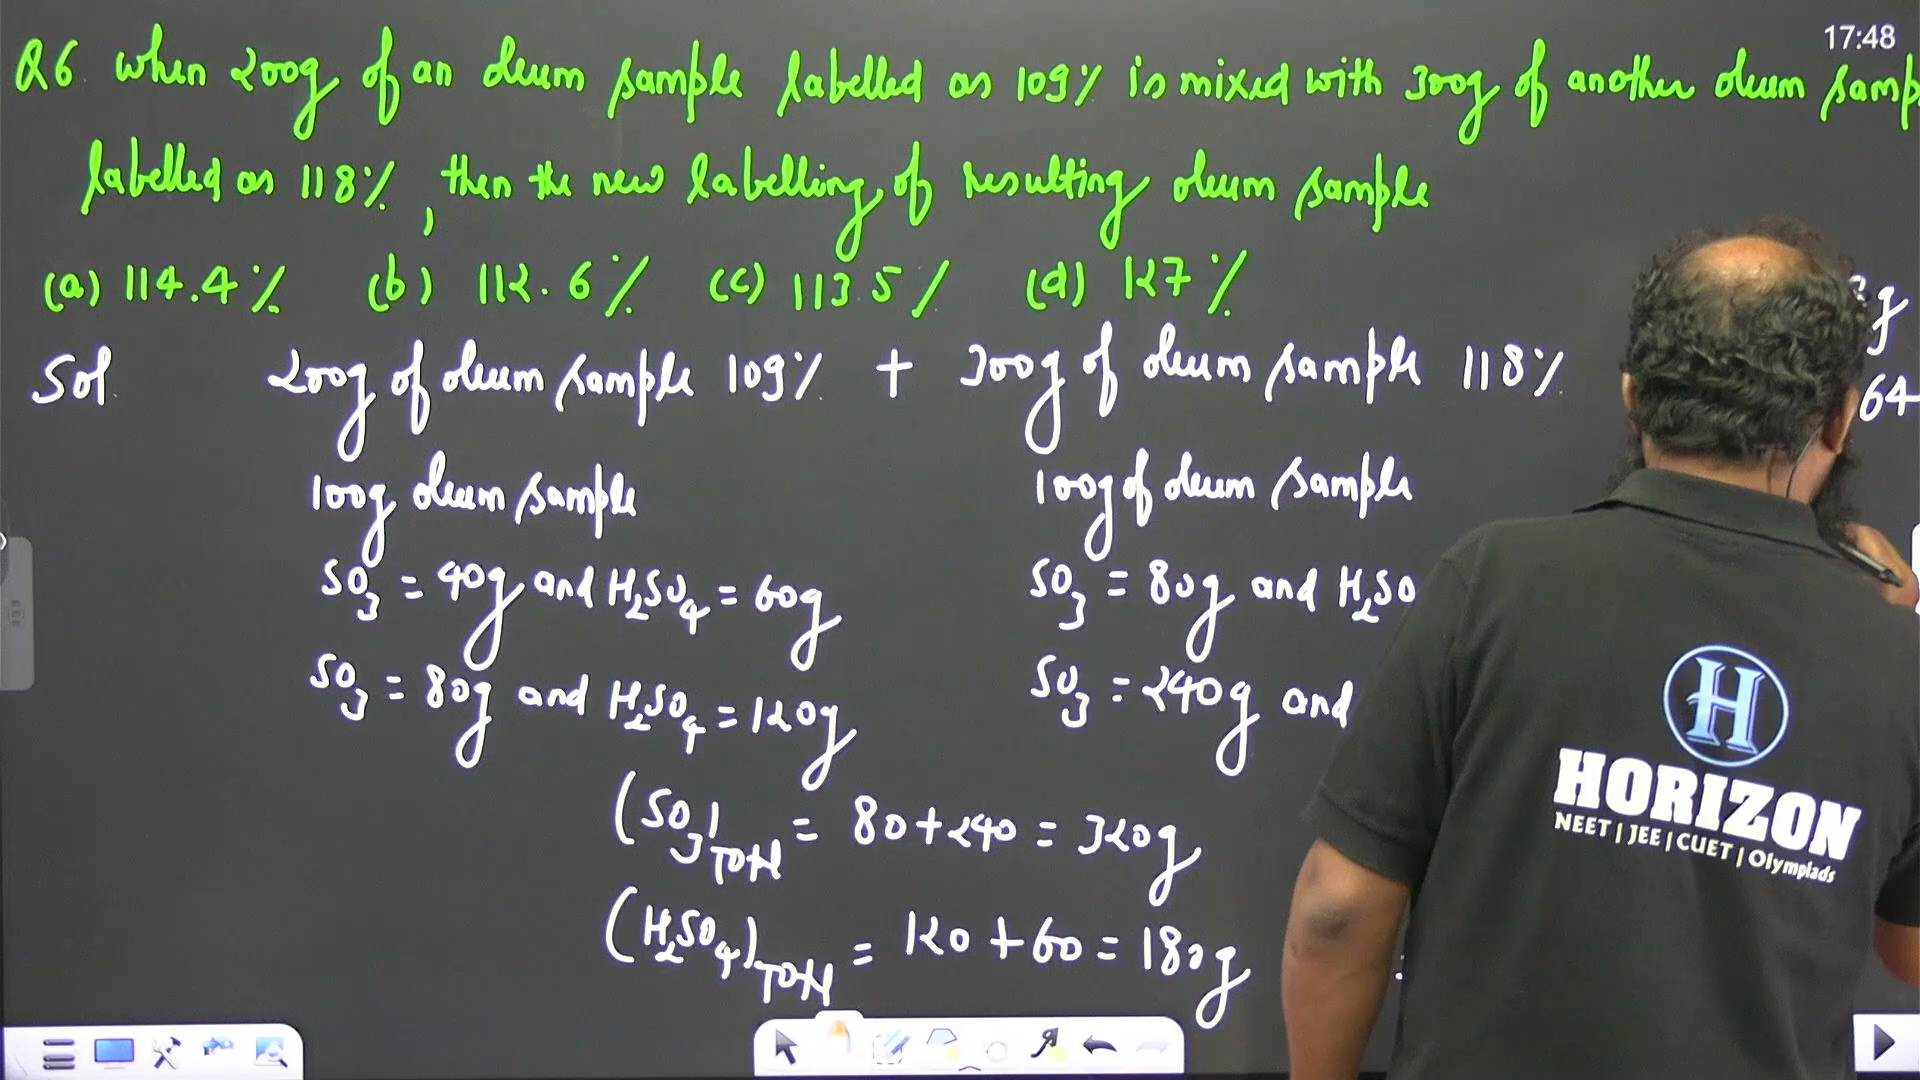 17:48
Q6 when 200g of an oleum sample labelled as 109% is mixed with 300g of another oleum samp
labelled as 118%, then the new labelling of resulting oleum sample
(a) 114.4% (b) 112.6% (c) 113.5% (d) 127%
Sol. 200g of oleum sample 109% + 300g of oleum sample 118%
64
100g oleum sample 100g of oleum sample
SO3 = 40g and H2SO4 = 60g SO3 = 80g and H2SO
SO3 = 80g and H2SO4 = 120g SO3 = 240g and
(SO3)Total = 80+240 = 320g
(H2SO4)Total = 120+60 = 180g
H
HORIZON
NEET | JEE | CUET | Olympiads